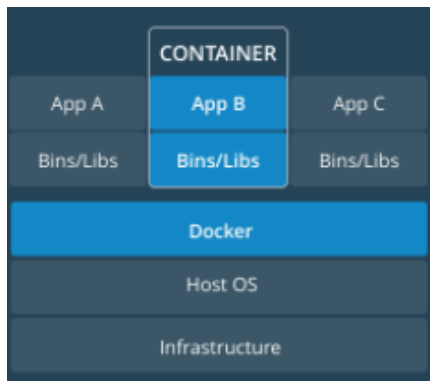 CONTAINER
App A App B App C
Bins/Libs Bins/Libs Bins/Libs
Docker
Host OS
Infrastructure